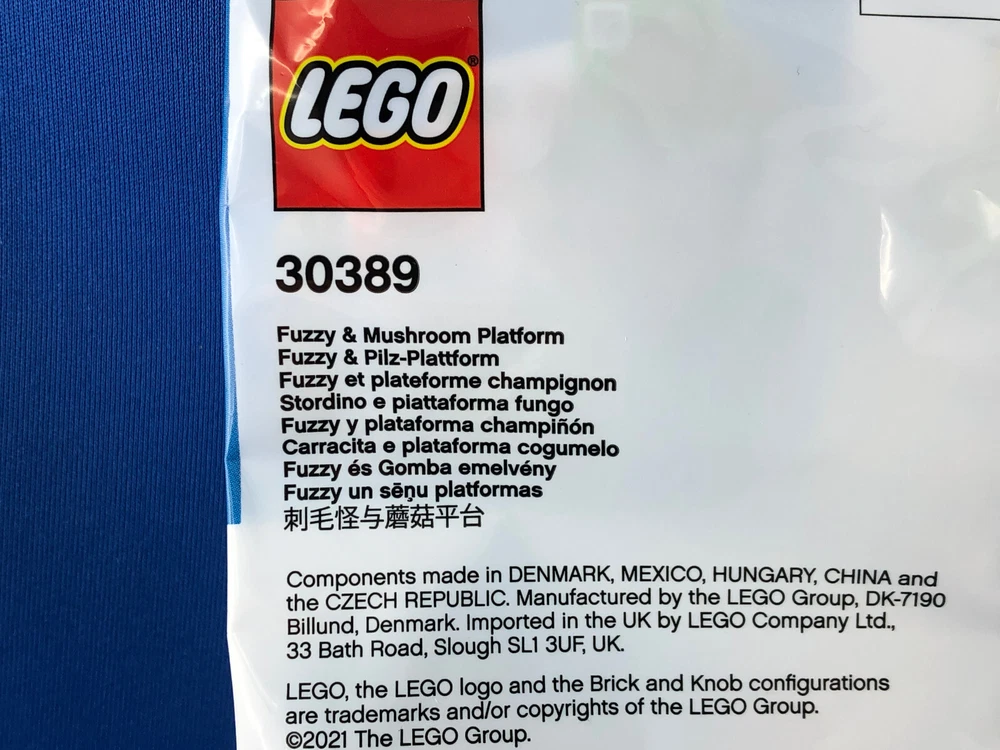 LEGO®
30389
Fuzzy & Mushroom Platform
Fuzzy & Pilz-Plattform
Fuzzy et plateforme champignon
Stordino e piattaforma fungo
Fuzzy y plataforma champiñón
Carracita e plataforma cogumelo
Fuzzy és Gomba emelvény
Fuzzy un sēņu platformas
刺毛怪与蘑菇平台
Components made in DENMARK, MEXICO, HUNGARY, CHINA and
the CZECH REPUBLIC. Manufactured by the LEGO Group, DK-7190
Billund, Denmark. Imported in the UK by LEGO Company Ltd.,
33 Bath Road, Slough SL1 3UF, UK.
LEGO, the LEGO logo and the Brick and Knob configurations
are trademarks and/or copyrights of the LEGO Group.
©2021 The LEGO Group.